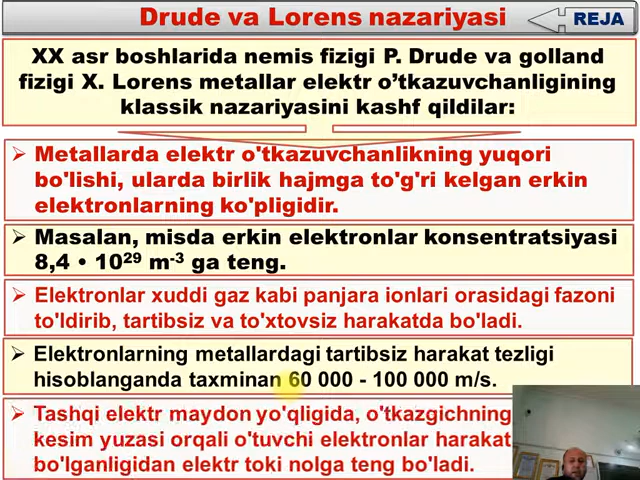 Drude va Lorens nazariyasi
REJA
XX asr boshlarida nemis fizigi P. Drude va golland
fizigi X. Lorens metallar elektr o’tkazuvchanligining
klassik nazariyasini kashf qildilar:
➢ Metallarda elektr o'tkazuvchanlikning yuqori
bo'lishi, ularda birlik hajmga to'g'ri kelgan erkin
elektronlarning ko'pligidir.
➢ Masalan, misda erkin elektronlar konsentratsiyasi
8,4 • 10²⁹ m⁻³ ga teng.
➢ Elektronlar xuddi gaz kabi panjara ionlari orasidagi fazoni
to'ldirib, tartibsiz va to'xtovsiz harakatda bo'ladi.
➢ Elektronlarning metallardagi tartibsiz harakat tezligi
hisoblanganda taxminan 60 000 - 100 000 m/s.
➢ Tashqi elektr maydon yo'qligida, o'tkazgichning
kesim yuzasi orqali o'tuvchi elektronlar harakat
bo'lganligidan elektr toki nolga teng bo'ladi.